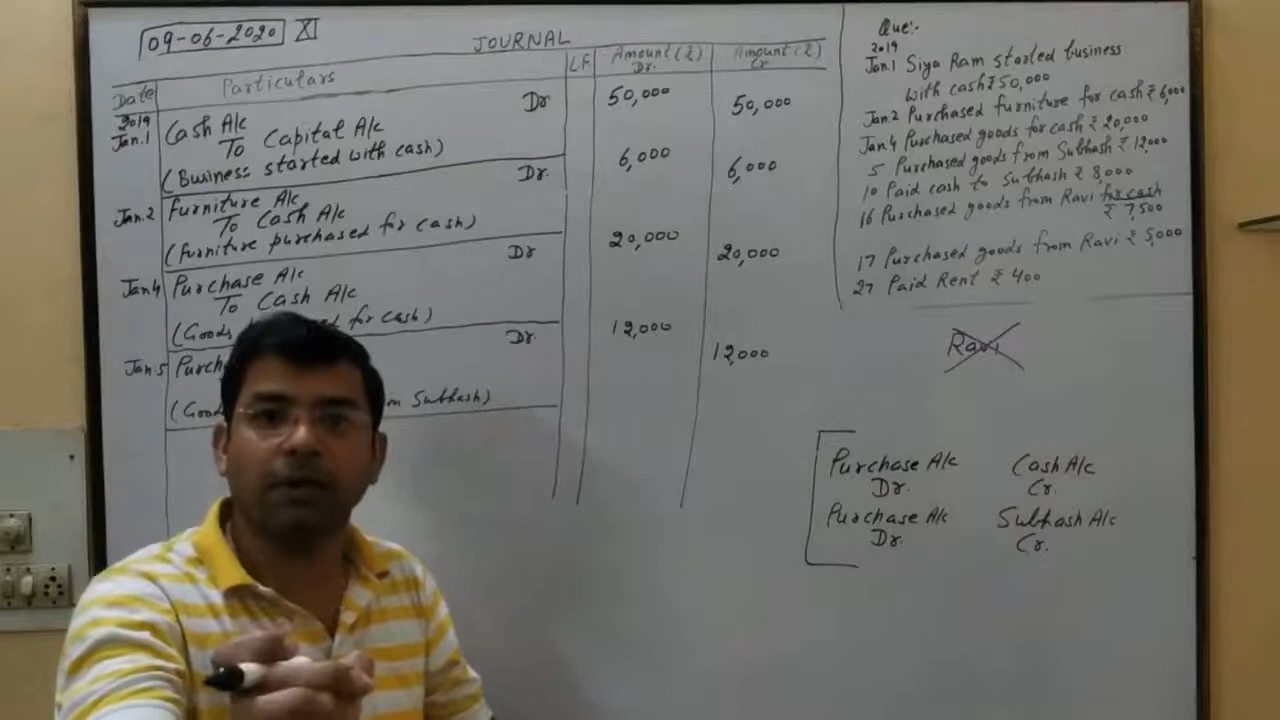 09-06-2020 XI
JOURNAL
Date Particulars L.F Amount (₹) Dr. Amount (₹) Cr
2019
Jan.1 Cash A/c Dr 50,000
To Capital A/c 50,000
(Business started with cash)
Jan.2 Furniture A/c Dr. 6,000
To Cash A/c 6,000
(Furniture purchased for cash)
Jan.4 Purchase A/c Dr 20,000
To Cash A/c 20,000
(Goods for cash)
Jan.5 Purch Dr. 12,000
12,000
(Good Subhash)
Que:-
2019
Jan.1 Siya Ram started business
with cash ₹ 50,000
Jan.2 Purchased furniture for cash ₹ 6,000
Jan.4 Purchased goods for cash ₹ 20,000
5 Purchased goods from Subhash ₹ 12,000
10 Paid cash to Subhash ₹ 8,000
16 Purchased goods from Ravi for cash
₹ 7,500
17 Purchased goods from Ravi ₹ 5,000
27 Paid Rent ₹ 400
Ravi
Purchase A/c Cash A/c
Dr. Cr.
Purchase A/c Subhash A/c
Dr. Cr.